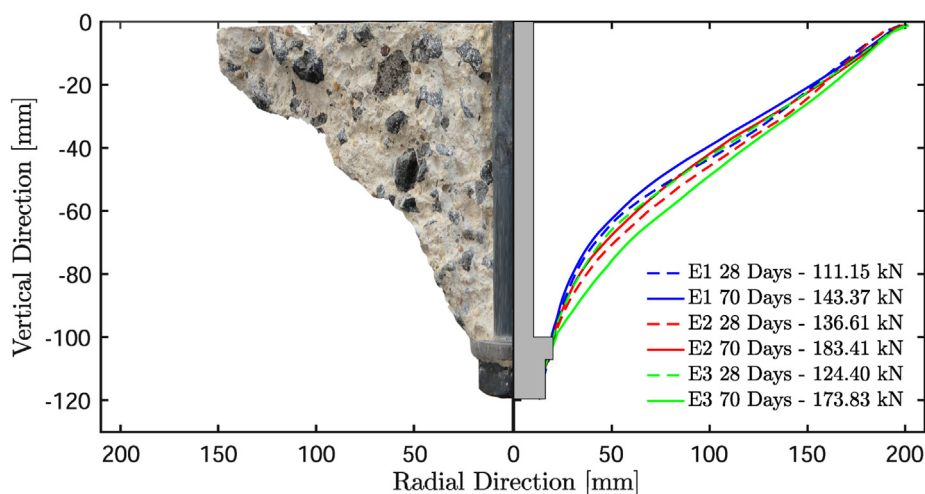 0
-20
-40
-60
-80
-100
-120
Vertical Direction [mm]
200 150 100 50 0 50 100 150 200
Radial Direction [mm]
E1 28 Days - 111.15 kN
E1 70 Days - 143.37 kN
E2 28 Days - 136.61 kN
E2 70 Days - 183.41 kN
E3 28 Days - 124.40 kN
E3 70 Days - 173.83 kN